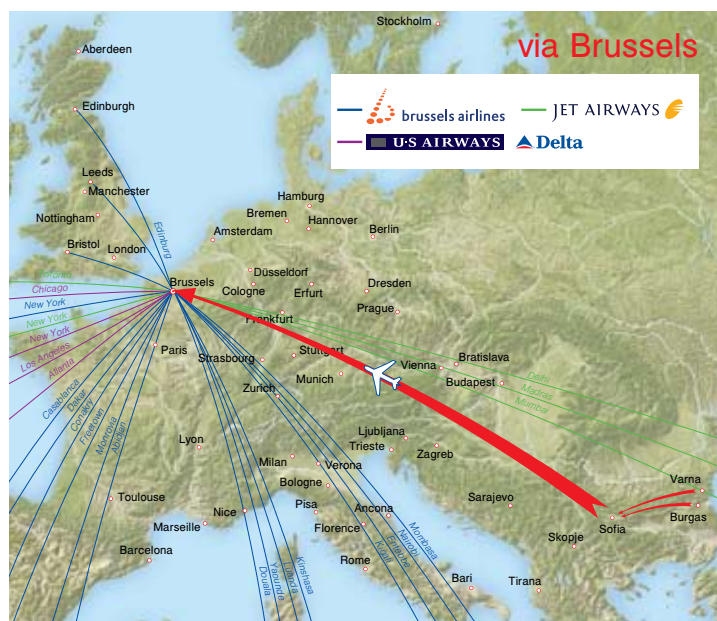 Stockholm
via Brussels
Aberdeen
brussels airlines
JET AIRWAYS
Edinburgh
U·S AIRWAYS
Delta
Leeds
Manchester
Hamburg
Nottingham
Bremen
Hannover
Edinburg
Amsterdam
Berlin
Bristol
London
Düsseldorf
Brussels
Cologne
Erfurt
Dresden
Chicago
New York
Prague
New York
Frankfurt
New York
Paris
Stuttgart
Strasbourg
Los Angeles
Atlanta
Munich
Vienna
Bratislava
Budapest
Zurich
Delhi
Madras
Mumbai
Casablanca
Dakar
Conakry
Freetown
Monrovia
Abidjan
Ljubljana
Lyon
Trieste
Zagreb
Milan
Verona
Bologne
Varna
Toulouse
Nice
Pisa
Ancona
Sarajevo
Marseille
Florence
Sofia
Burgas
Skopje
Mombasa
Nairobi
Entebbe
Kigali
Barcelona
Rome
Kinshasa
Luanda
Yaounde
Douala
Bari
Tirana